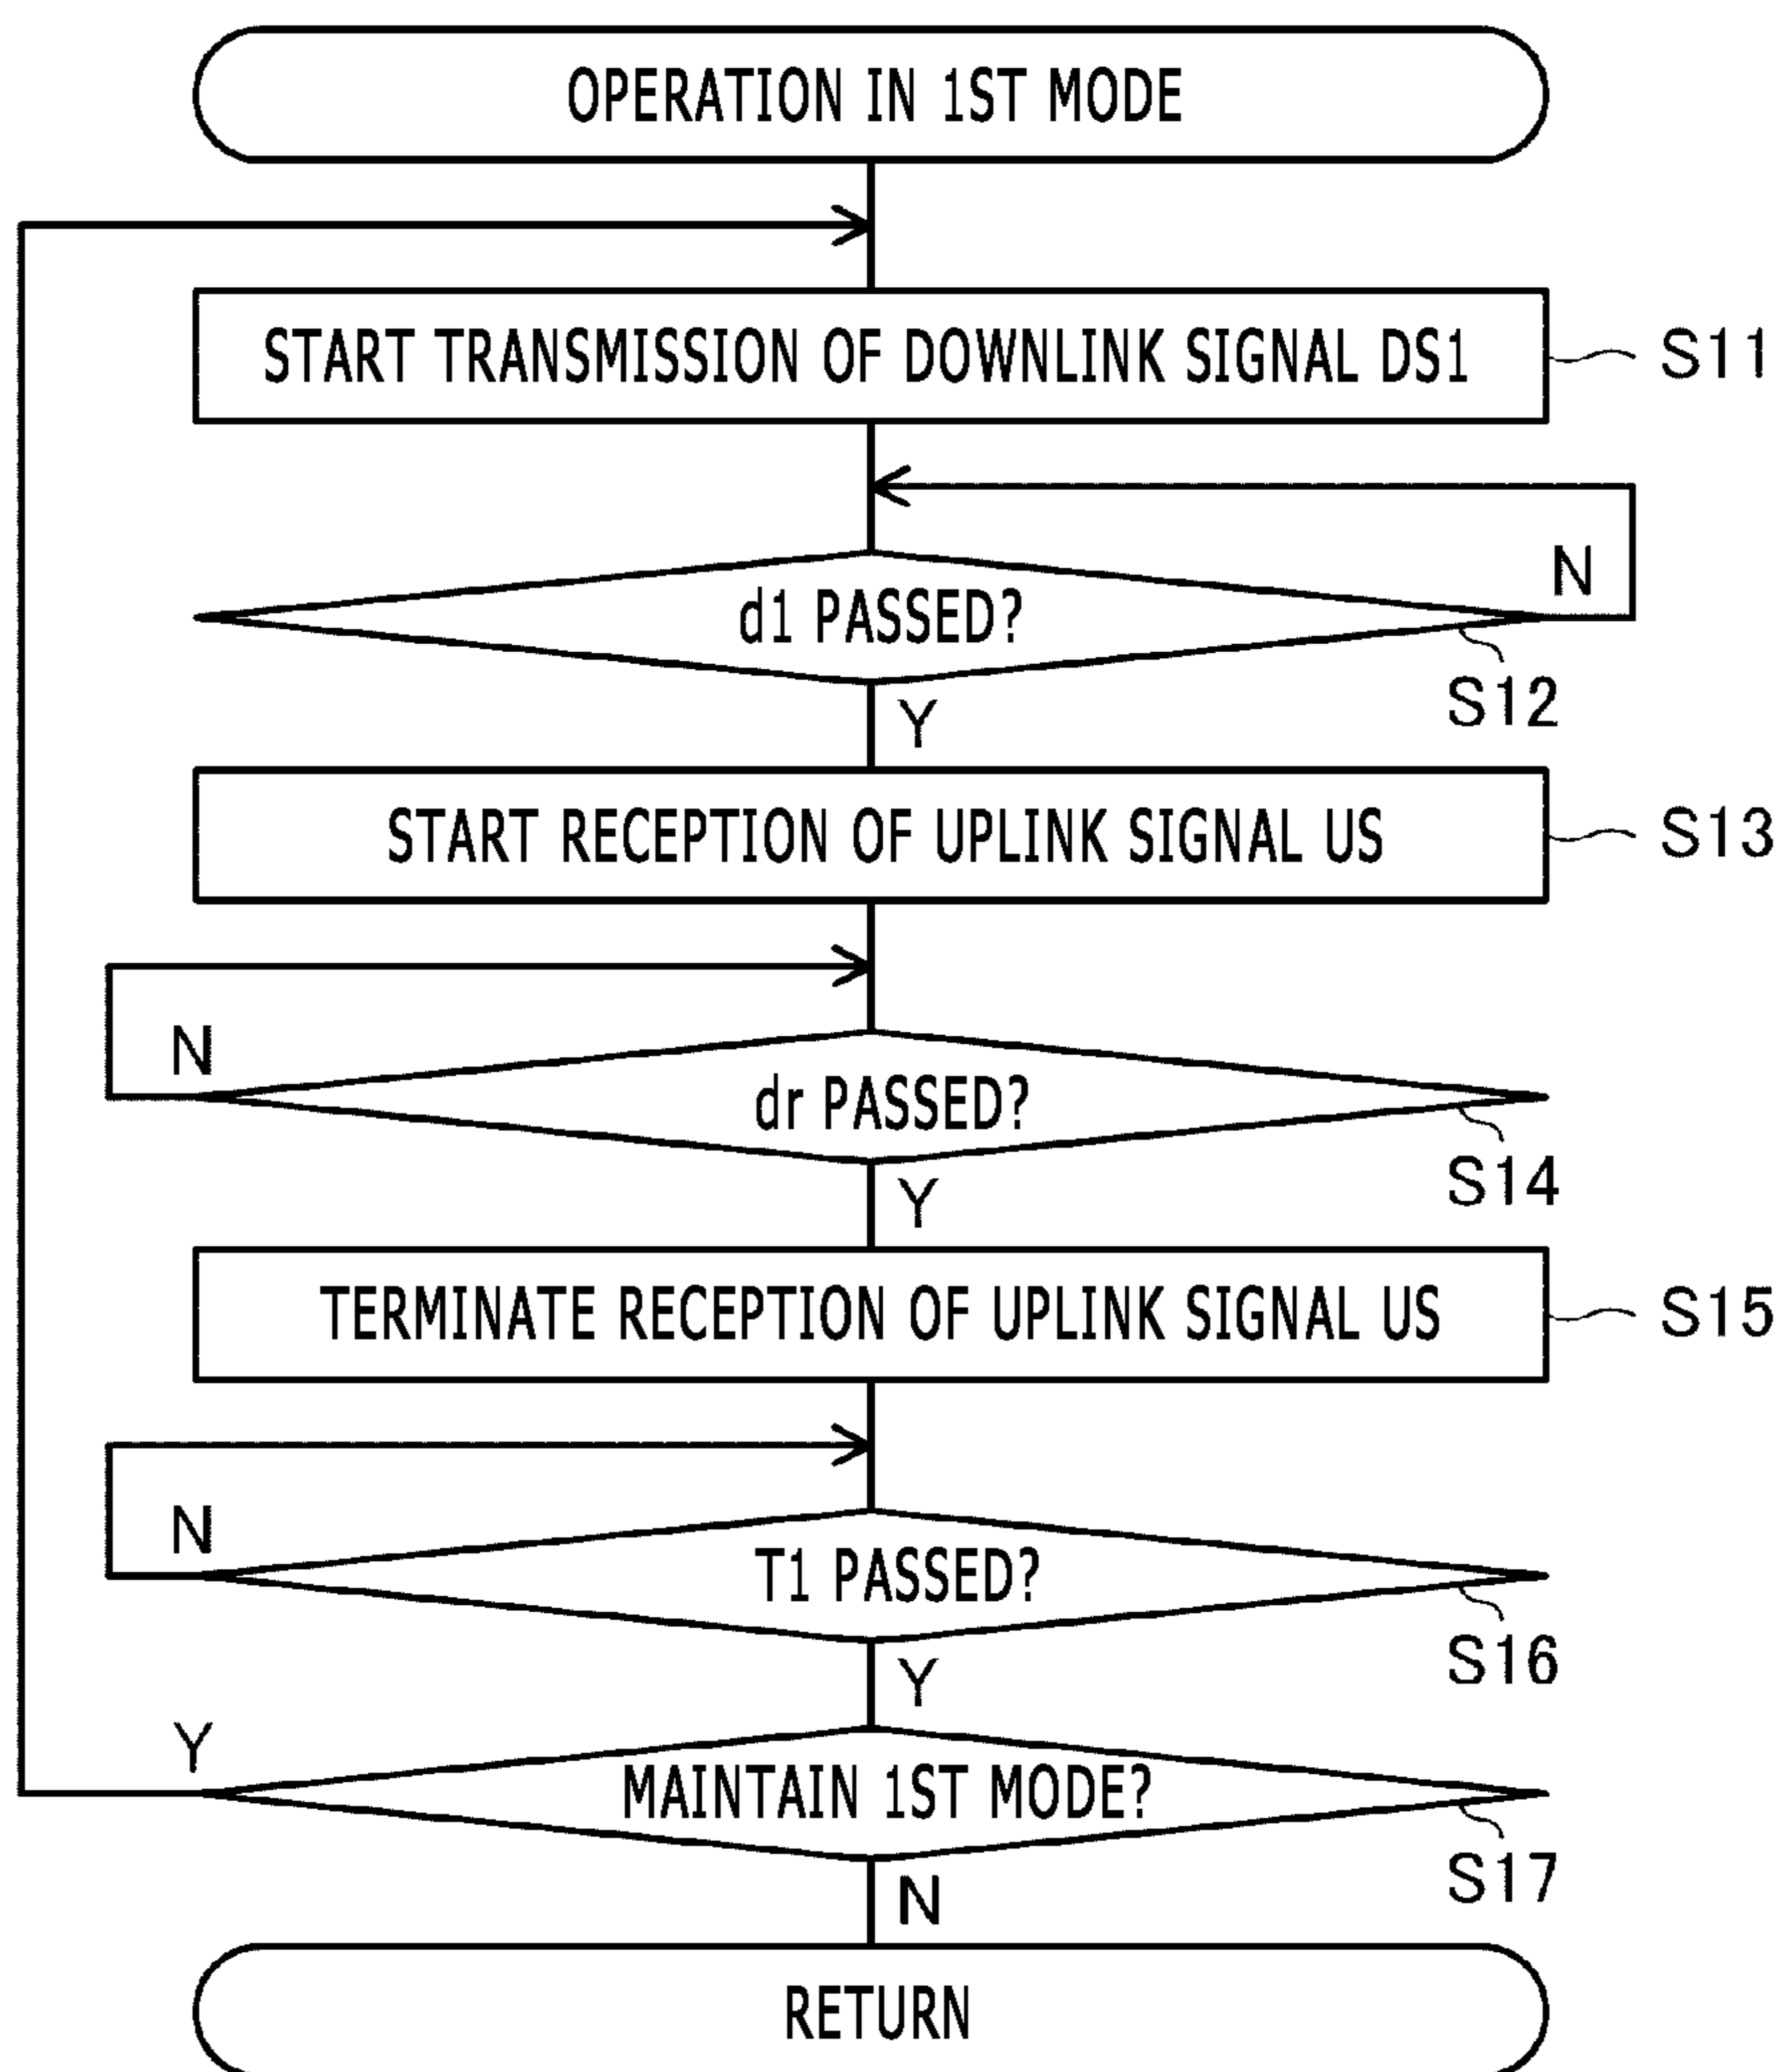 OPERATION IN 1ST MODE
START TRANSMISSION OF DOWNLINK SIGNAL DS1
S11
N
d1 PASSED?
S12
Y
START RECEPTION OF UPLINK SIGNAL US
S13
N
dr PASSED?
S14
Y
TERMINATE RECEPTION OF UPLINK SIGNAL US
S15
N
T1 PASSED?
S16
Y
Y
MAINTAIN 1ST MODE?
S17
N
RETURN